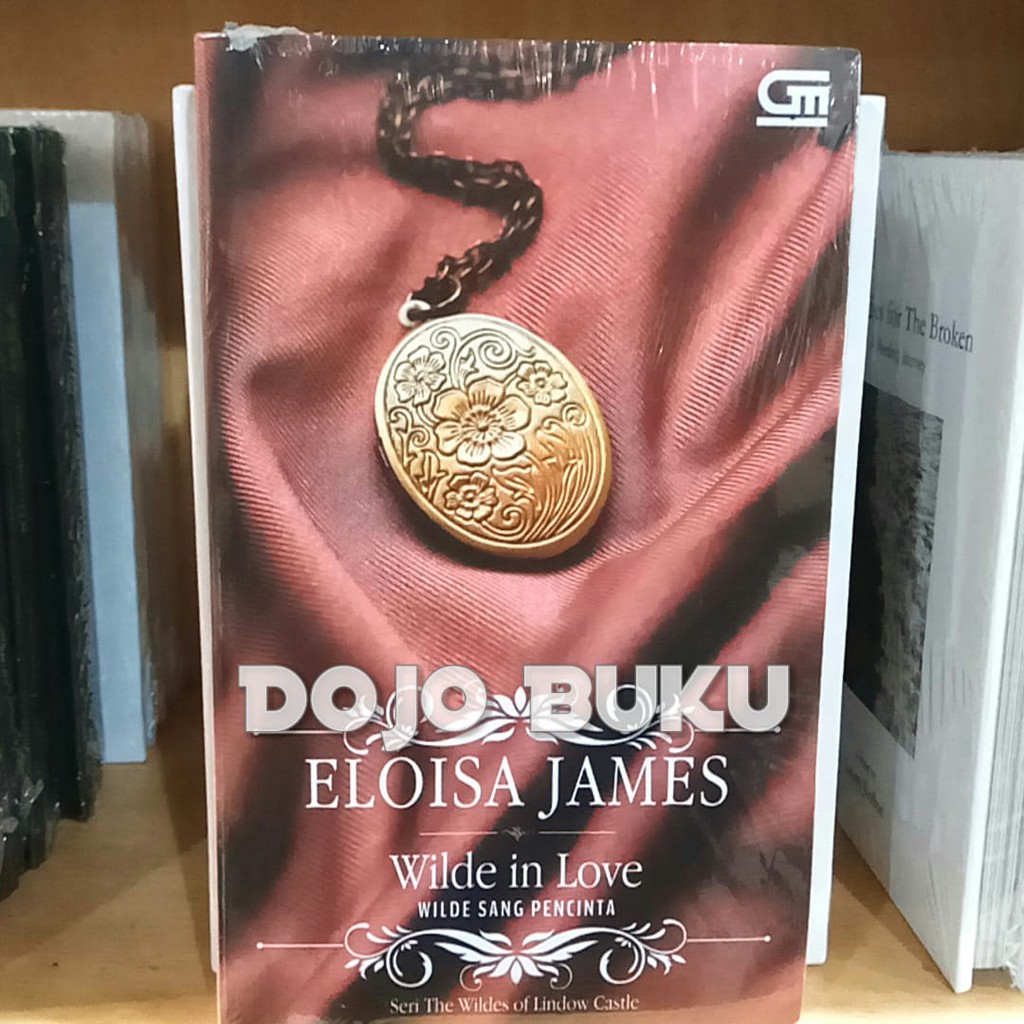 GM
DOJO BUKU
ELOISA JAMES
Wilde in Love
WILDE SANG PENCINTA
Seri The Wildes of Lindow Castle
for The Broken